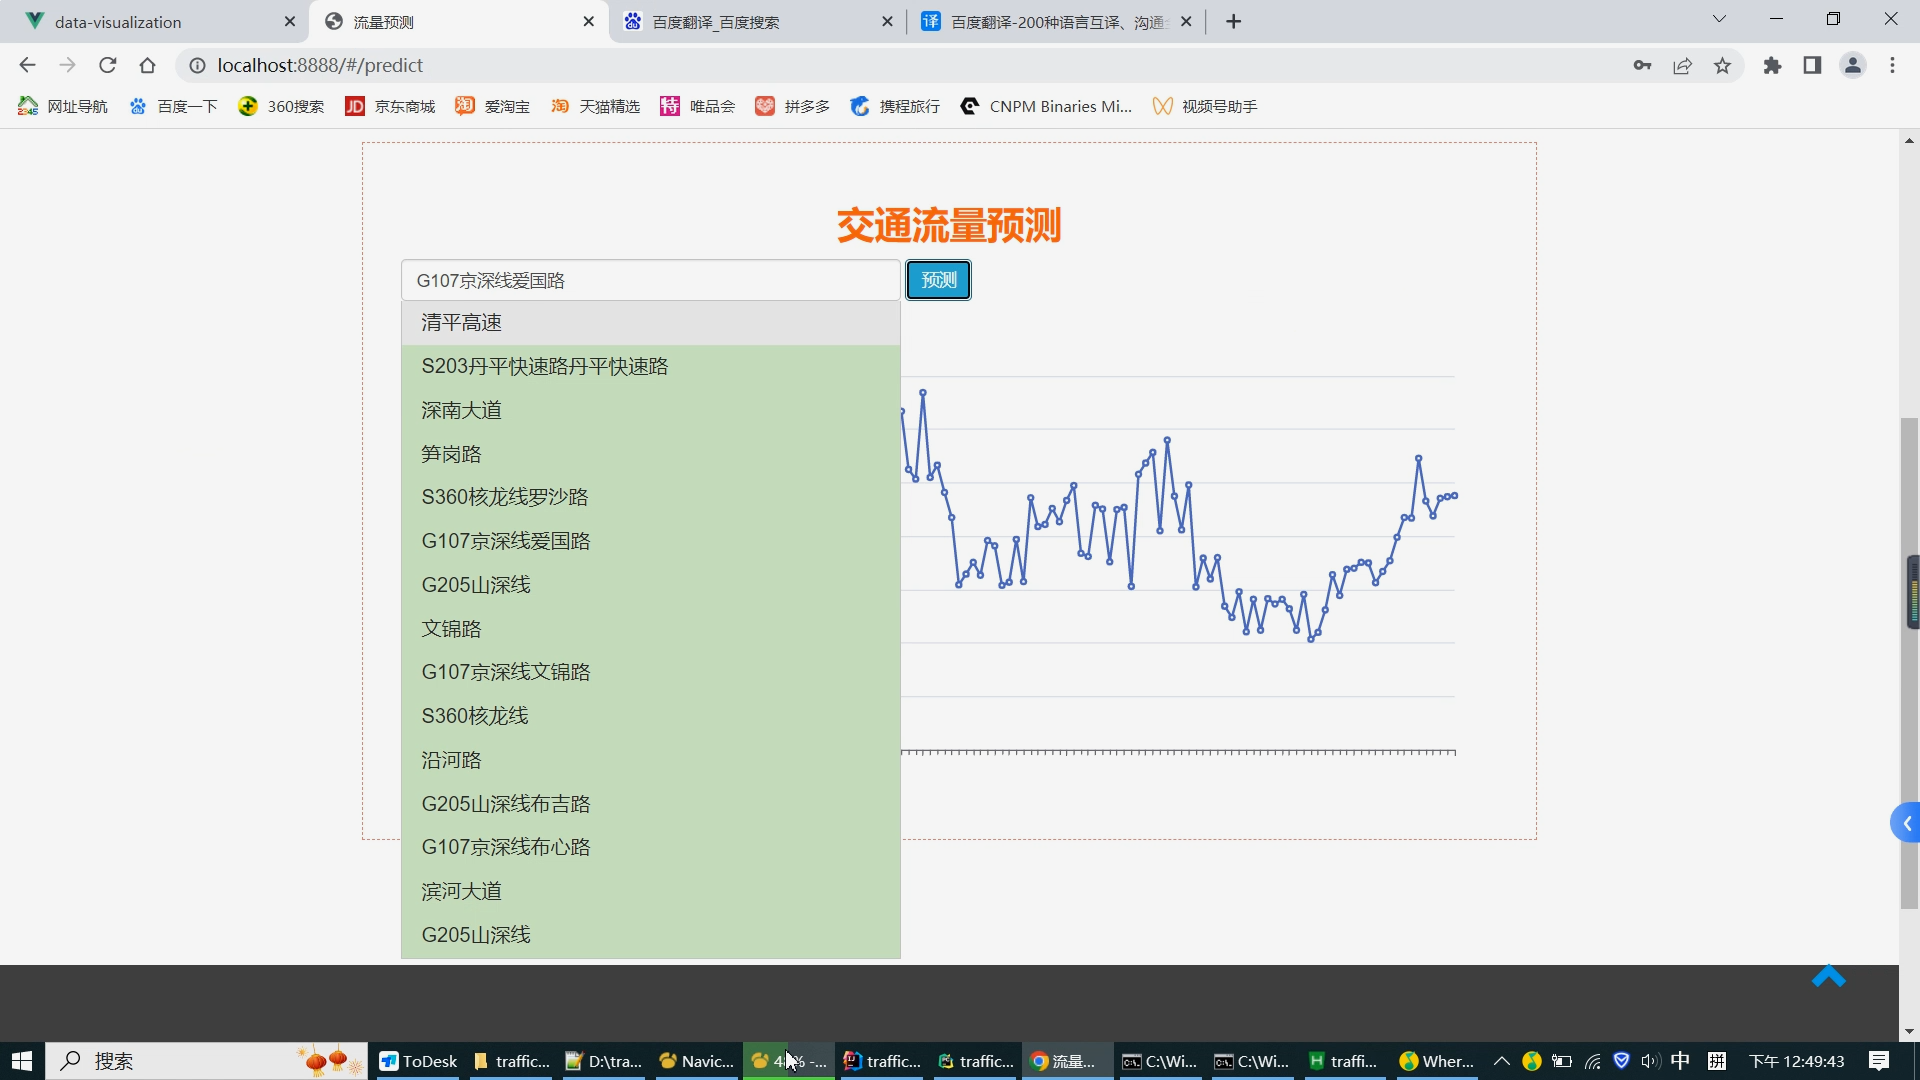 data-visualization
流量预测
百度翻译_百度搜索
百度翻译-200种语言互译、沟通
localhost:8888/#/predict
网址导航
百度一下
360搜索
JD 京东商城
淘 爱淘宝
淘 天猫精选
特 唯品会
拼多多
携程旅行
CNPM Binaries Mi...
视频号助手
交通流量预测
G107京深线爱国路
预测
清平高速
S203丹平快速路丹平快速路
深南大道
笋岗路
S360核龙线罗沙路
G107京深线爱国路
G205山深线
文锦路
G107京深线文锦路
S360核龙线
沿河路
G205山深线布吉路
G107京深线布心路
滨河大道
G205山深线
搜索
ToDesk
traffic...
D:\tra...
Navic...
traffic...
traffic...
流量...
C:\Wi...
C:\Wi...
traffi...
Wher...
中
拼
下午 12:49:43